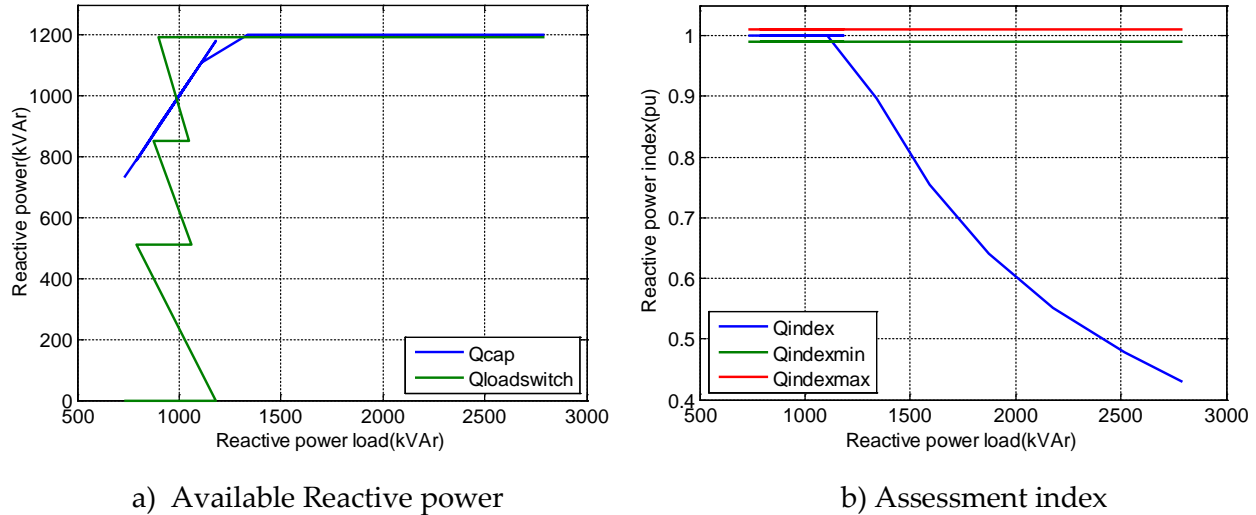 1200
1000
800
600
400
200
0
Reactive power(kVAr)
500 1000 1500 2000 2500 3000
Reactive power load(kVAr)
Qcap
Qloadswitch
a) Available Reactive power
1
0.9
0.8
0.7
0.6
0.5
0.4
Reactive power index(pu)
500 1000 1500 2000 2500 3000
Reactive power load(kVAr)
Qindex
Qindexmin
Qindexmax
b) Assessment index